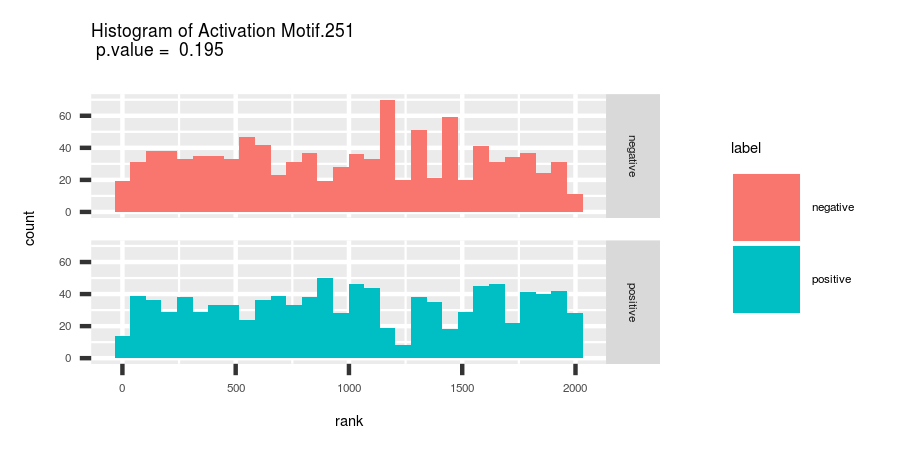 Histogram of Activation Motif.251
p.value = 0.195
count
60
40
20
0
negative
60
40
20
0
positive
0 500 1000 1500 2000
rank
label
negative
positive